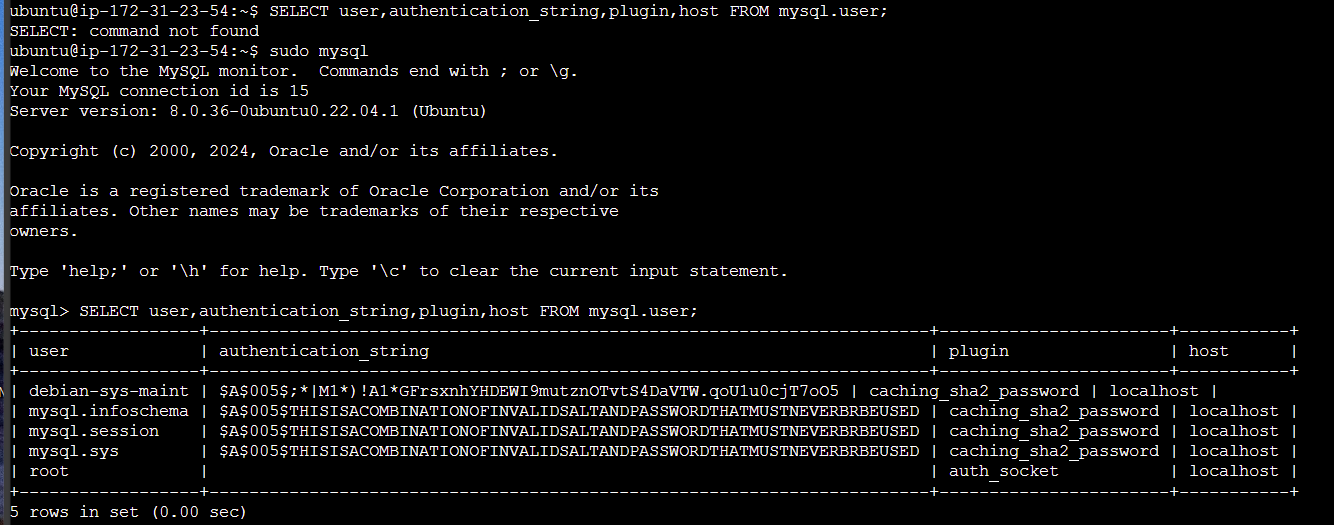 ubuntu@ip-172-31-23-54:~$ SELECT user,authentication_string,plugin,host FROM mysql.user;
SELECT: command not found
ubuntu@ip-172-31-23-54:~$ sudo mysql
Welcome to the MySQL monitor.  Commands end with ; or \g.
Your MySQL connection id is 15
Server version: 8.0.36-0ubuntu0.22.04.1 (Ubuntu)

Copyright (c) 2000, 2024, Oracle and/or its affiliates.

Oracle is a registered trademark of Oracle Corporation and/or its
affiliates. Other names may be trademarks of their respective
owners.

Type 'help;' or '\h' for help. Type '\c' to clear the current input statement.

mysql> SELECT user,authentication_string,plugin,host FROM mysql.user;
+------------------+------------------------------------------------------------------------+-----------------------+-----------+
| user             | authentication_string                                                  | plugin                | host      |
+------------------+------------------------------------------------------------------------+-----------------------+-----------+
| debian-sys-maint | $A$005$;*|M1*)!A1*GFrsxnhYHDEWI9mutznOTvtS4DaVTW.qoU1u0cjT7oO5 | caching_sha2_password | localhost |
| mysql.infoschema | $A$005$THISISACOMBINATIONOFINVALIDSALTANDPASSWORDTHATMUSTNEVERBRBEUSED | caching_sha2_password | localhost |
| mysql.session    | $A$005$THISISACOMBINATIONOFINVALIDSALTANDPASSWORDTHATMUSTNEVERBRBEUSED | caching_sha2_password | localhost |
| mysql.sys        | $A$005$THISISACOMBINATIONOFINVALIDSALTANDPASSWORDTHATMUSTNEVERBRBEUSED | caching_sha2_password | localhost |
| root             |                                                                        | auth_socket           | localhost |
+------------------+------------------------------------------------------------------------+-----------------------+-----------+
5 rows in set (0.00 sec)